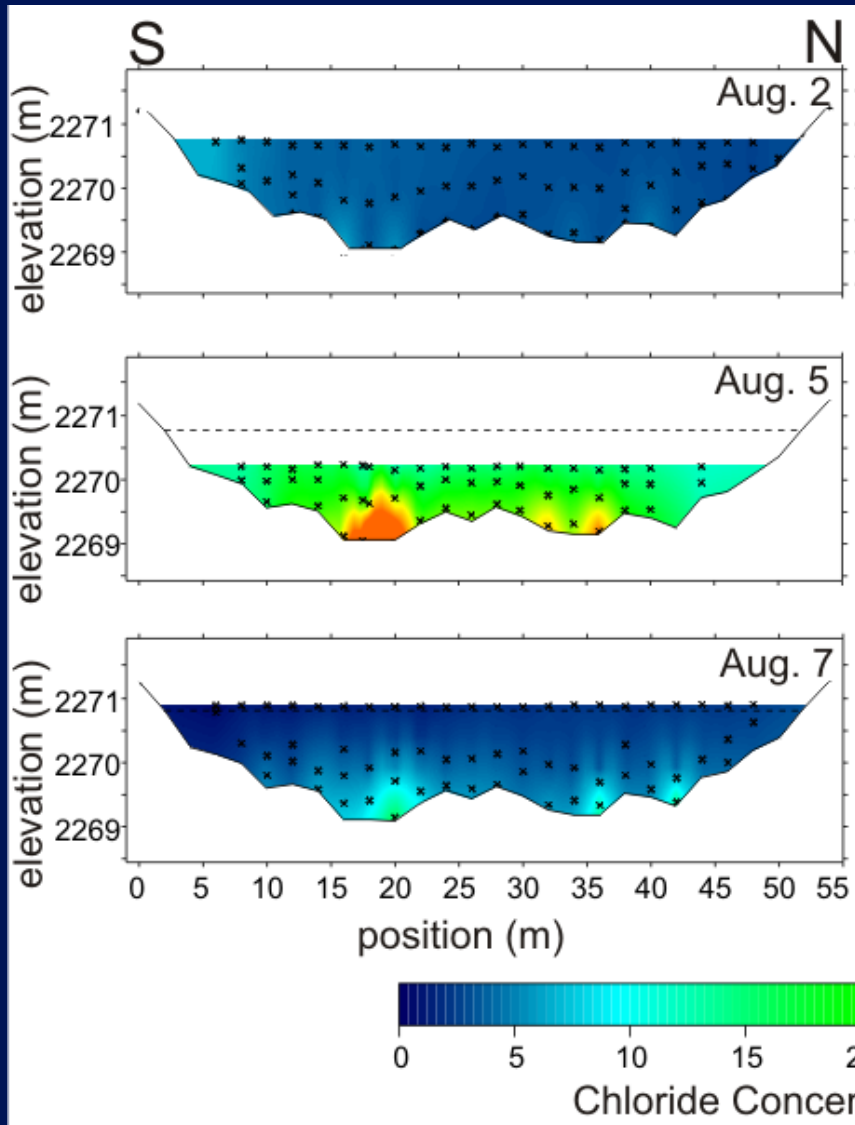 S N
Aug. 2
elevation (m)
2271
2270
2269
Aug. 5
elevation (m)
2271
2270
2269
Aug. 7
elevation (m)
2271
2270
2269
0 5 10 15 20 25 30 35 40 45 50 55
position (m)
0 5 10 15 2
Chloride Concer